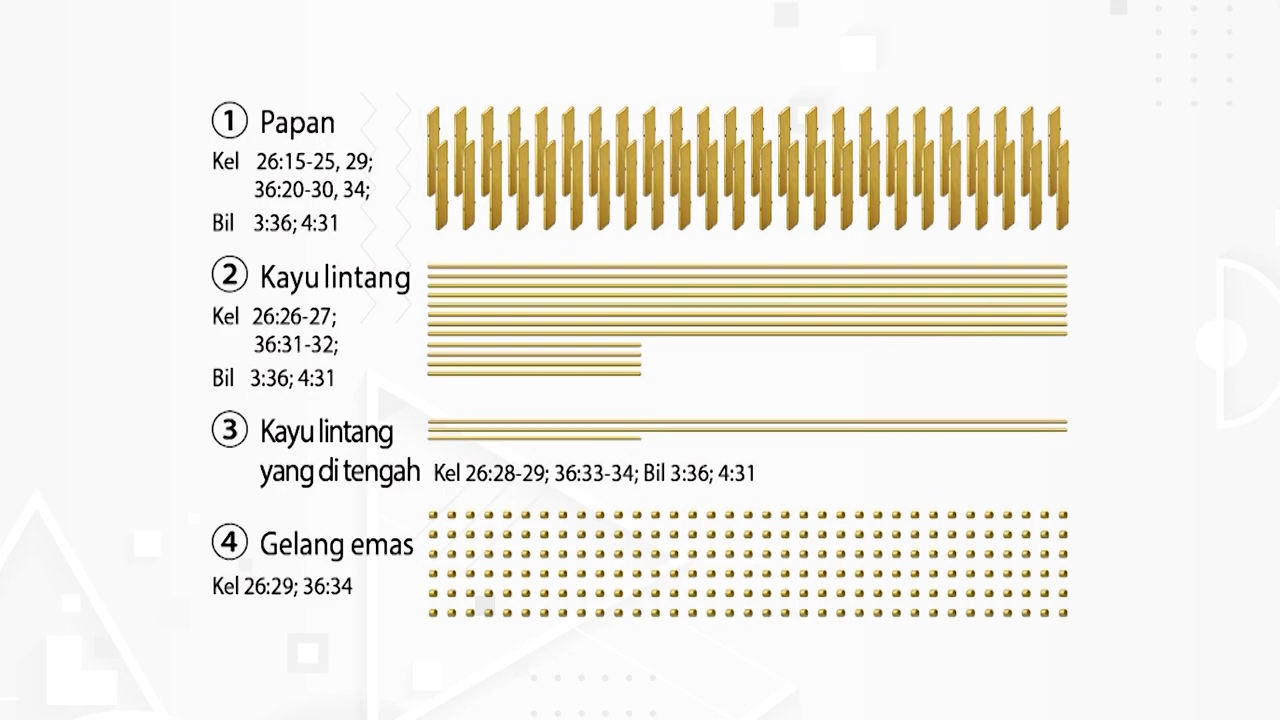 ① Papan
Kel 26:15-25, 29;
36:20-30, 34;
Bil 3:36; 4:31
② Kayu lintang
Kel 26:26-27;
36:31-32;
Bil 3:36; 4:31
③ Kayu lintang
yang di tengah Kel 26:28-29; 36:33-34; Bil 3:36; 4:31
④ Gelang emas
Kel 26:29; 36:34